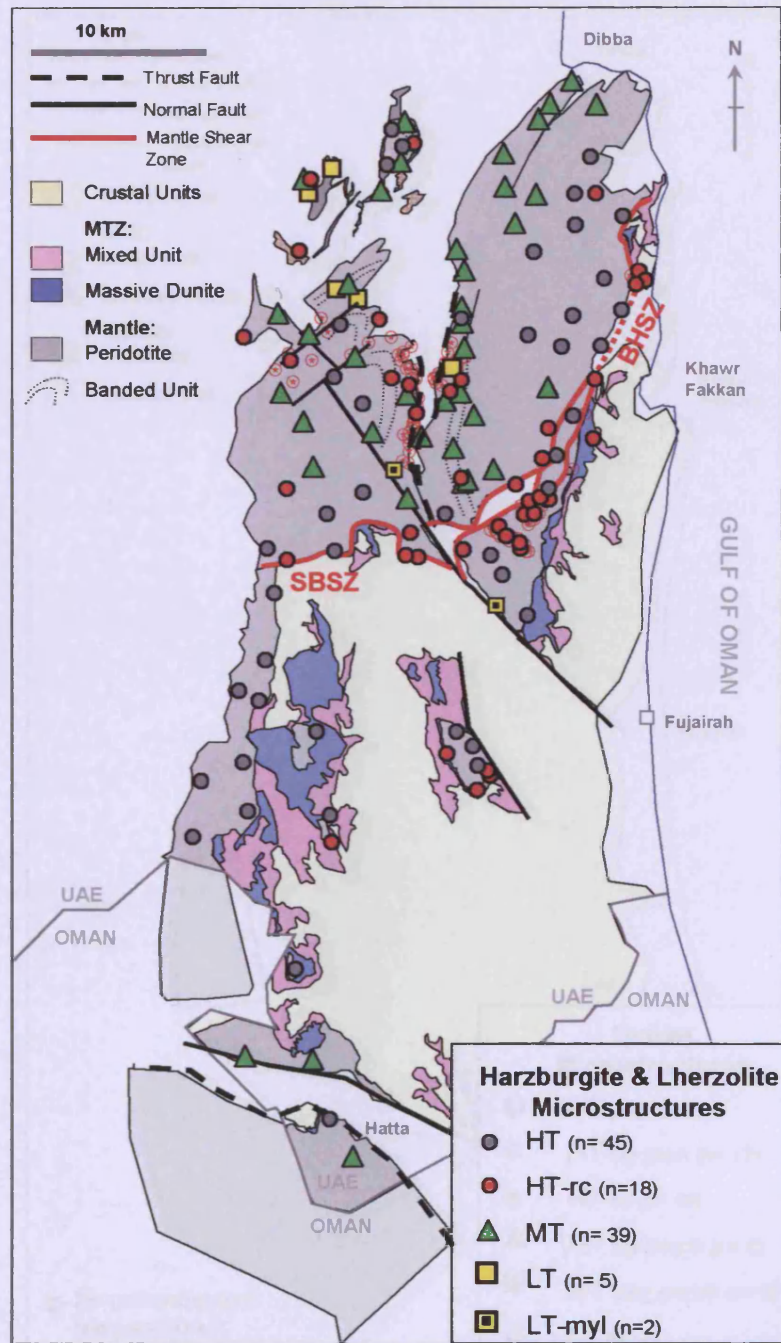 10 km
Thrust Fault
Normal Fault
Mantle Shear
Zone
Crustal Units
MTZ:
Mixed Unit
Massive Dunite
Mantle:
Peridotite
Banded Unit
Dibba
N
BHSZ
Khawr
Fakkan
SBSZ
GULF OF OMAN
Fujairah
UAE
OMAN
UAE
OMAN
Hatta
UAE
OMAN
Harzburgite & Lherzolite
Microstructures
HT (n= 45)
HT-rc (n=18)
MT (n= 39)
LT (n= 5)
LT-myl (n=2)